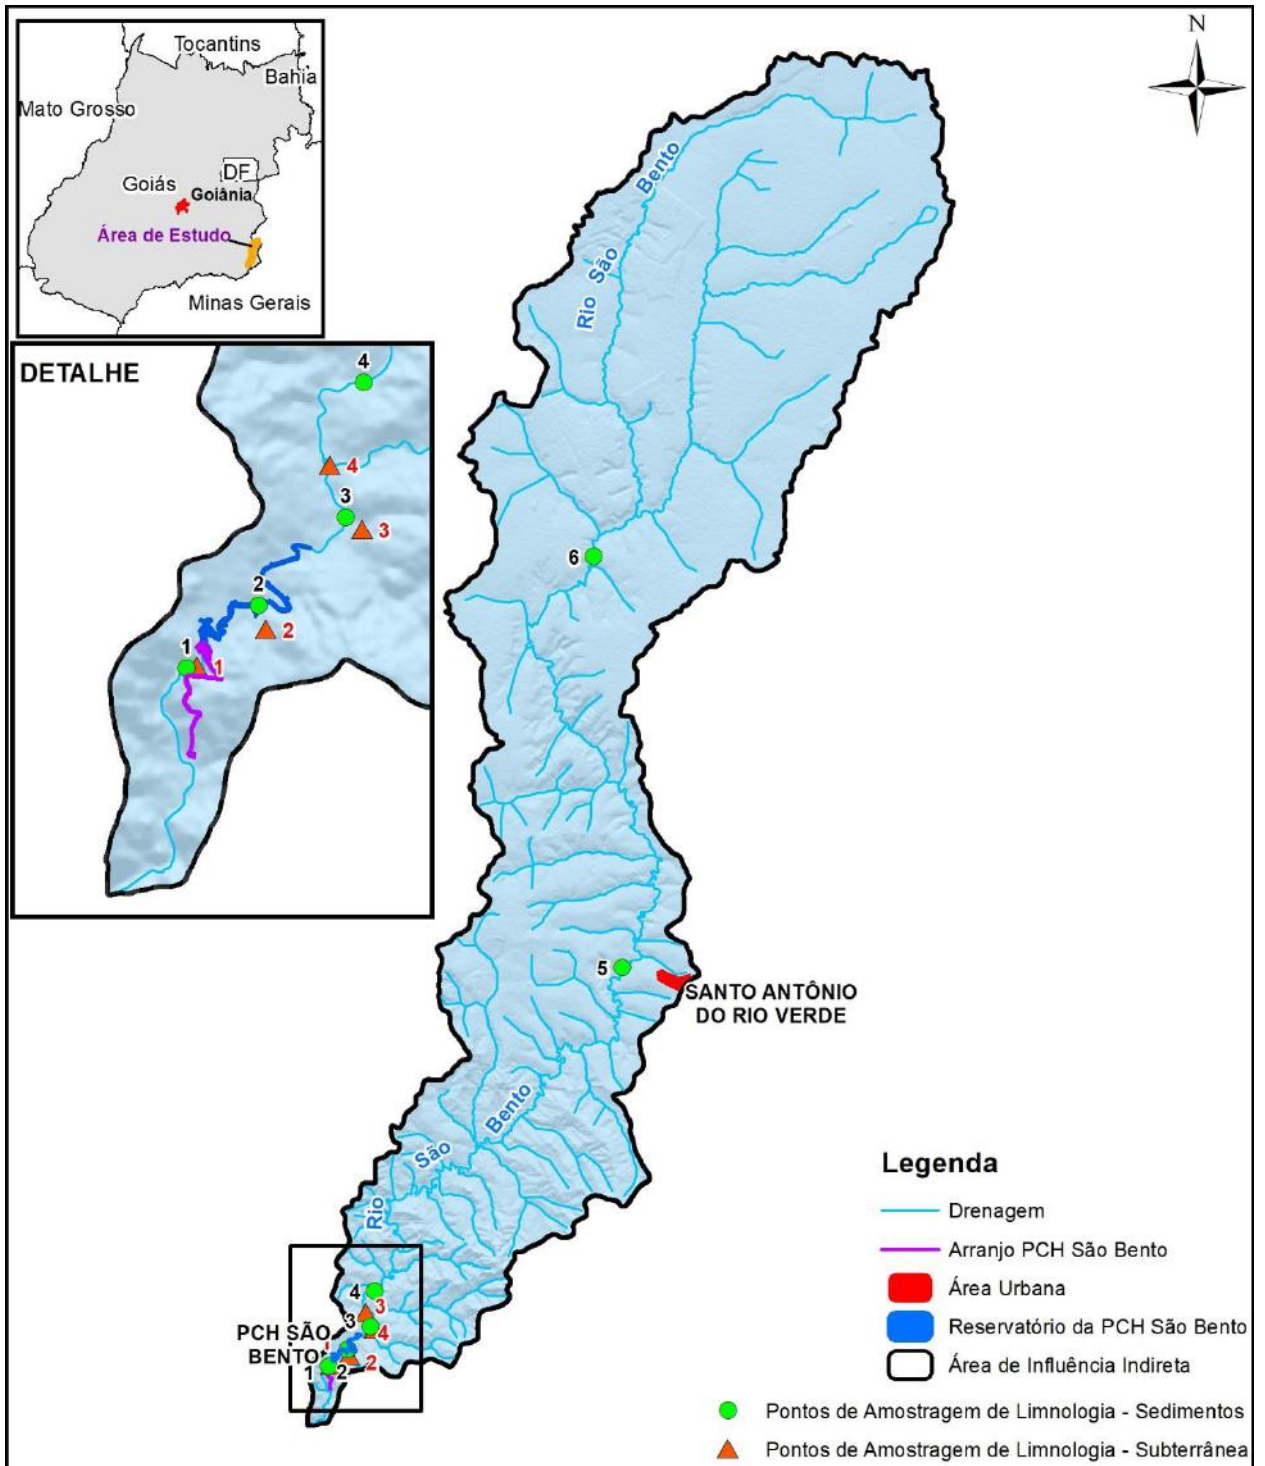 N
Tocantins
Bahia
Mato Grosso
DF
Goiás
Goiânia
Área de Estudo
Minas Gerais
DETALHE
4
4
3
3
2
2
1
1
Rio São Bento
6
5
SANTO ANTÔNIO
DO RIO VERDE
Rio São Bento
4
3
3
4
PCH SÃO
BENTO
2
1
2
Legenda
Drenagem
Arranjo PCH São Bento
Área Urbana
Reservatório da PCH São Bento
Área de Influência Indireta
Pontos de Amostragem de Limnologia - Sedimentos
Pontos de Amostragem de Limnologia - Subterrânea